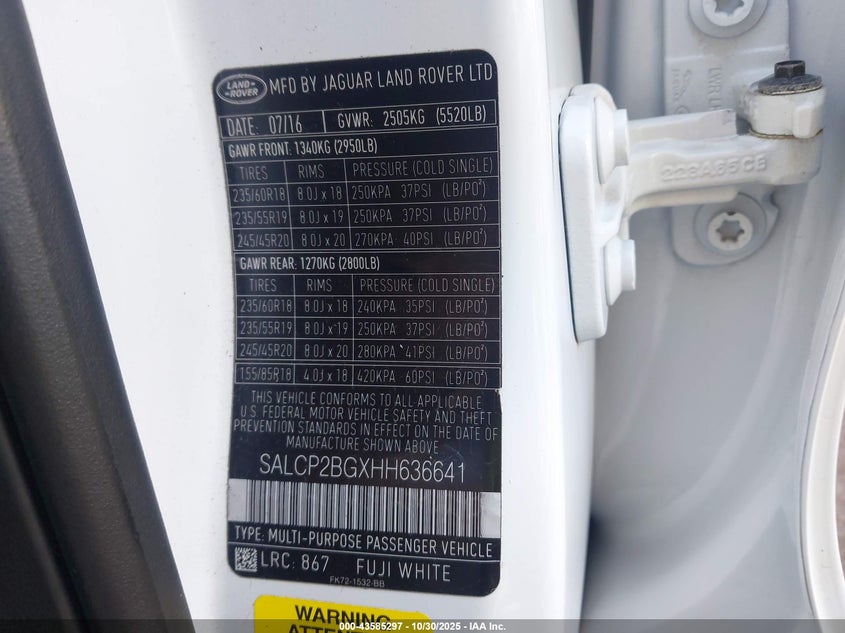 LAND ROVER MFD BY JAGUAR LAND ROVER LTD
DATE: 07/16 GVWR: 2505KG (5520LB)
GAWR FRONT: 1340KG (2950LB)
TIRES RIMS PRESSURE (COLD SINGLE)
235/60R18 8.0J x 18 250KPA 37PSI (LB/PO²)
235/55R19 8.0J x 19 250KPA 37PSI (LB/PO²)
245/45R20 8.0J x 20 270KPA 40PSI (LB/PO²)
GAWR REAR: 1270KG (2800LB)
TIRES RIMS PRESSURE (COLD SINGLE)
235/60R18 8.0J x 18 240KPA 35PSI (LB/PO²)
235/55R19 8.0J x 19 250KPA 37PSI (LB/PO²)
245/45R20 8.0J x 20 280KPA 41PSI (LB/PO²)
155/85R18 4.0J x 18 420KPA 60PSI (LB/PO²)
THIS VEHICLE CONFORMS TO ALL APPLICABLE
U.S. FEDERAL MOTOR VEHICLE SAFETY AND THEFT
PREVENTION STANDARDS IN EFFECT ON THE DATE OF
MANUFACTURE SHOWN ABOVE
SALCP2BGXHH636641
TYPE: MULTI-PURPOSE PASSENGER VEHICLE
LRC: 867 FUJI WHITE
FK72-1532-BB
WARNING
223A65CE
LWR
© Image - 43585297 - 10/30/2025 - IAA Inc.